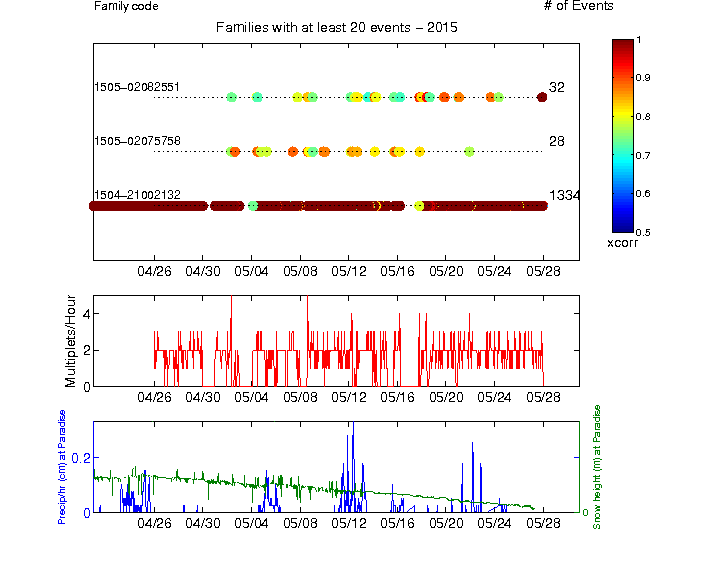 Family code # of Events
Families with at least 20 events – 2015
1505–02082551 32
1505–02075758 28
1504–21002132 1334
04/26 04/30 05/04 05/08 05/12 05/16 05/20 05/24 05/28
1
0.9
0.8
0.7
0.6
0.5
xcorr
Multiplets/Hour
4
2
0
04/26 04/30 05/04 05/08 05/12 05/16 05/20 05/24 05/28
Precip/hr (cm) at Paradise
0.2
0
0
Snow height (m) at Paradise
04/26 04/30 05/04 05/08 05/12 05/16 05/20 05/24 05/28